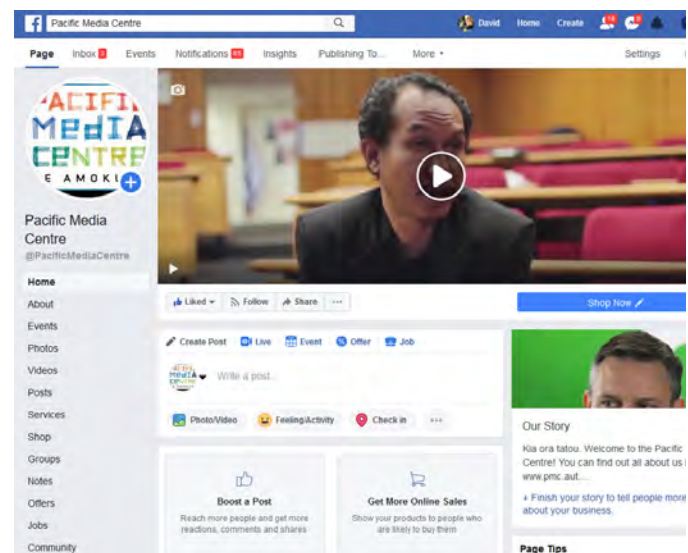 Pacific Media Centre
David Home Create
Page Inbox 3 Events Notifications Insights Publishing To... More Settings
ACIFI
MEdIA
CENTRE
E AMOKU
Pacific Media
Centre
@PacificMediaCentre
Home
About
Events
Photos
Videos
Posts
Services
Shop
Groups
Notes
Offers
Jobs
Community
Liked Follow Share
Shop Now
Create Post Live Event Offer Job
Write a post...
Photo/Video Feeling/Activity Check in
Boost a Post
Reach more people and get more
reactions, comments and shares
Get More Online Sales
Show your products to people who
are likely to buy them
Our Story
Kia ora tatou. Welcome to the Pacific
Centre! You can find out all about us
www.pmc.aut....
+ Finish your story to tell people more
about your business.
Page Tips